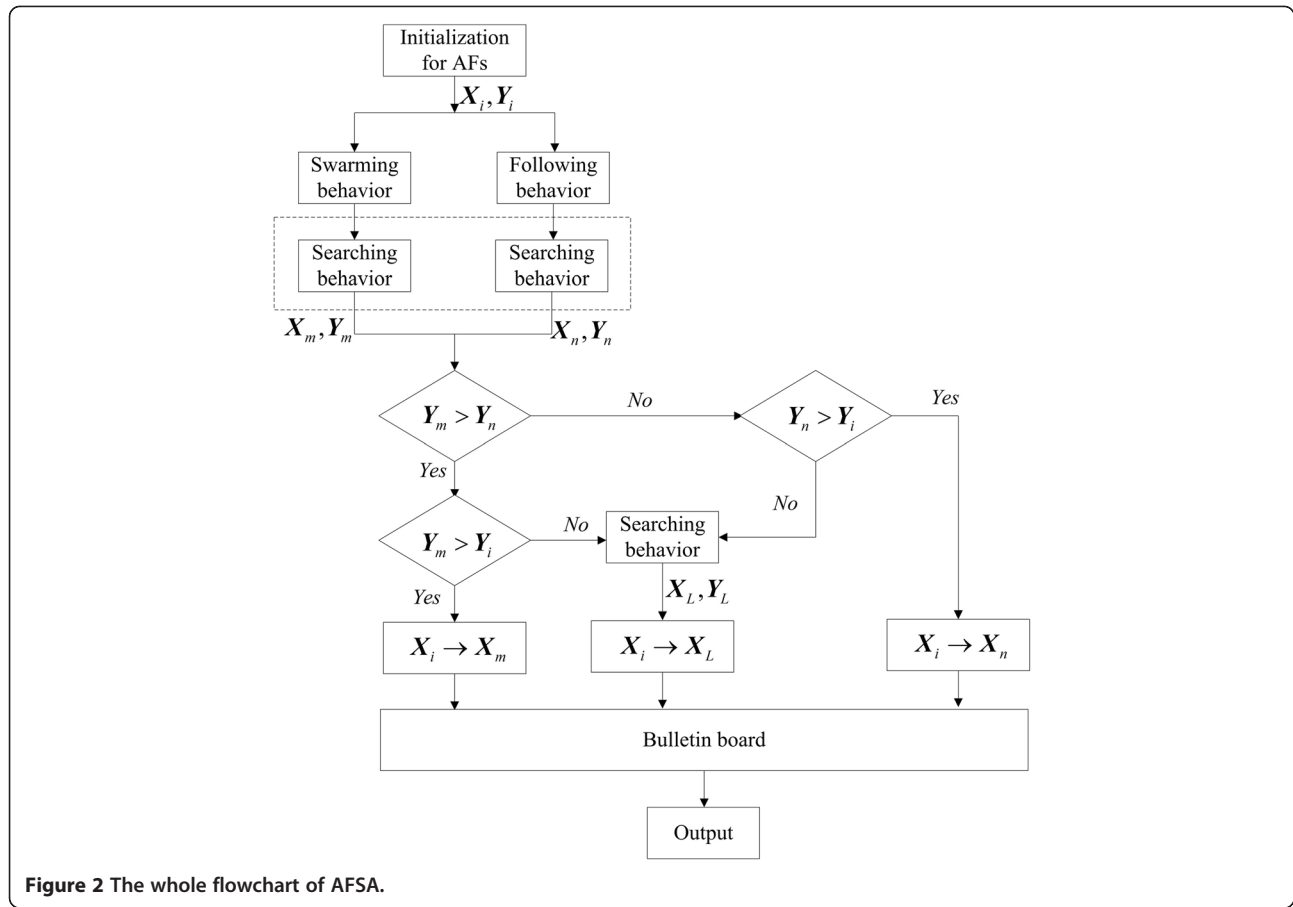 Initialization
for AFs
X_i, Y_i
Swarming
behavior
Following
behavior
Searching
behavior
Searching
behavior
X_m, Y_m
X_n, Y_n
Y_m > Y_n
No
Y_n > Y_i
Yes
Yes
No
Y_m > Y_i
No
Searching
behavior
Yes
X_L, Y_L
X_i → X_m
X_i → X_L
X_i → X_n
Bulletin board
Output
Figure 2 The whole flowchart of AFSA.